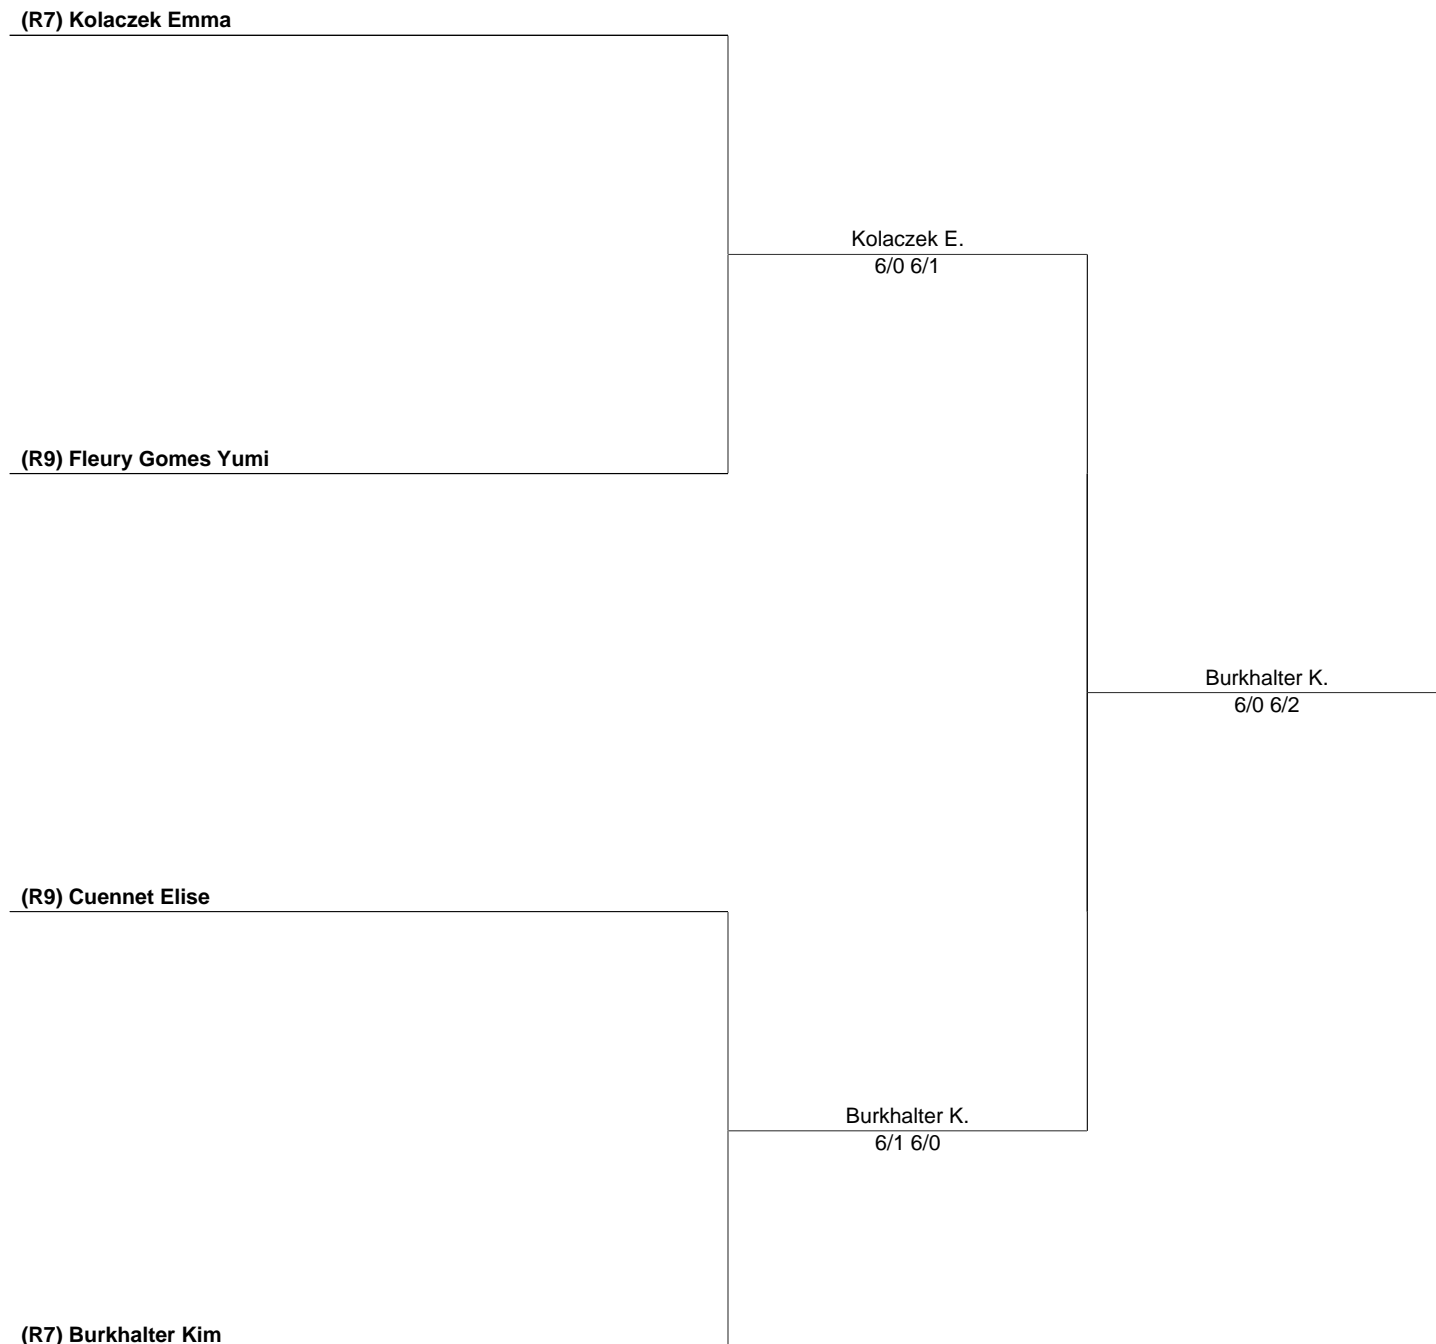 (R7) Kolaczek Emma
Kolaczek E.
6/0 6/1
(R9) Fleury Gomes Yumi
Burkhalter K.
6/0 6/2
(R9) Cuennet Elise
Burkhalter K.
6/1 6/0
(R7) Burkhalter Kim